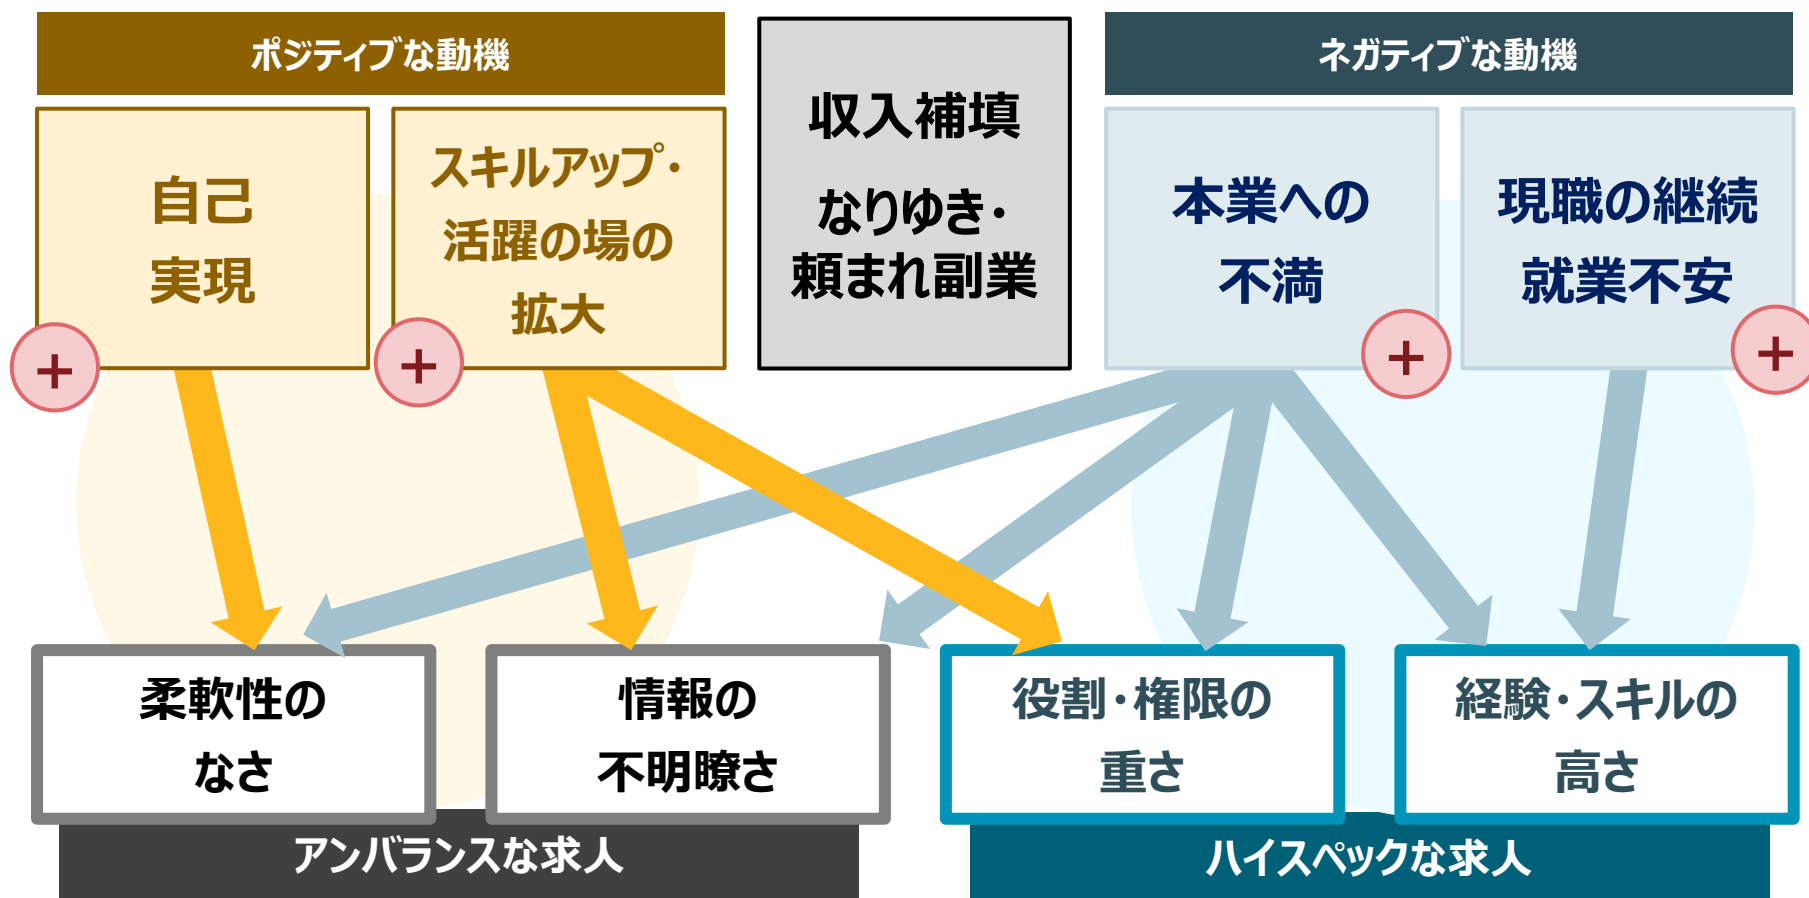 ポジティブな動機
ネガティブな動機
自己
実現
スキルアップ・
活躍の場の
拡大
収入補填
なりゆき・
頼まれ副業
本業への
不満
現職の継続
就業不安
+
+
+
+
柔軟性の
なさ
情報の
不明瞭さ
役割・権限の
重さ
経験・スキルの
高さ
アンバランスな求人
ハイスペックな求人